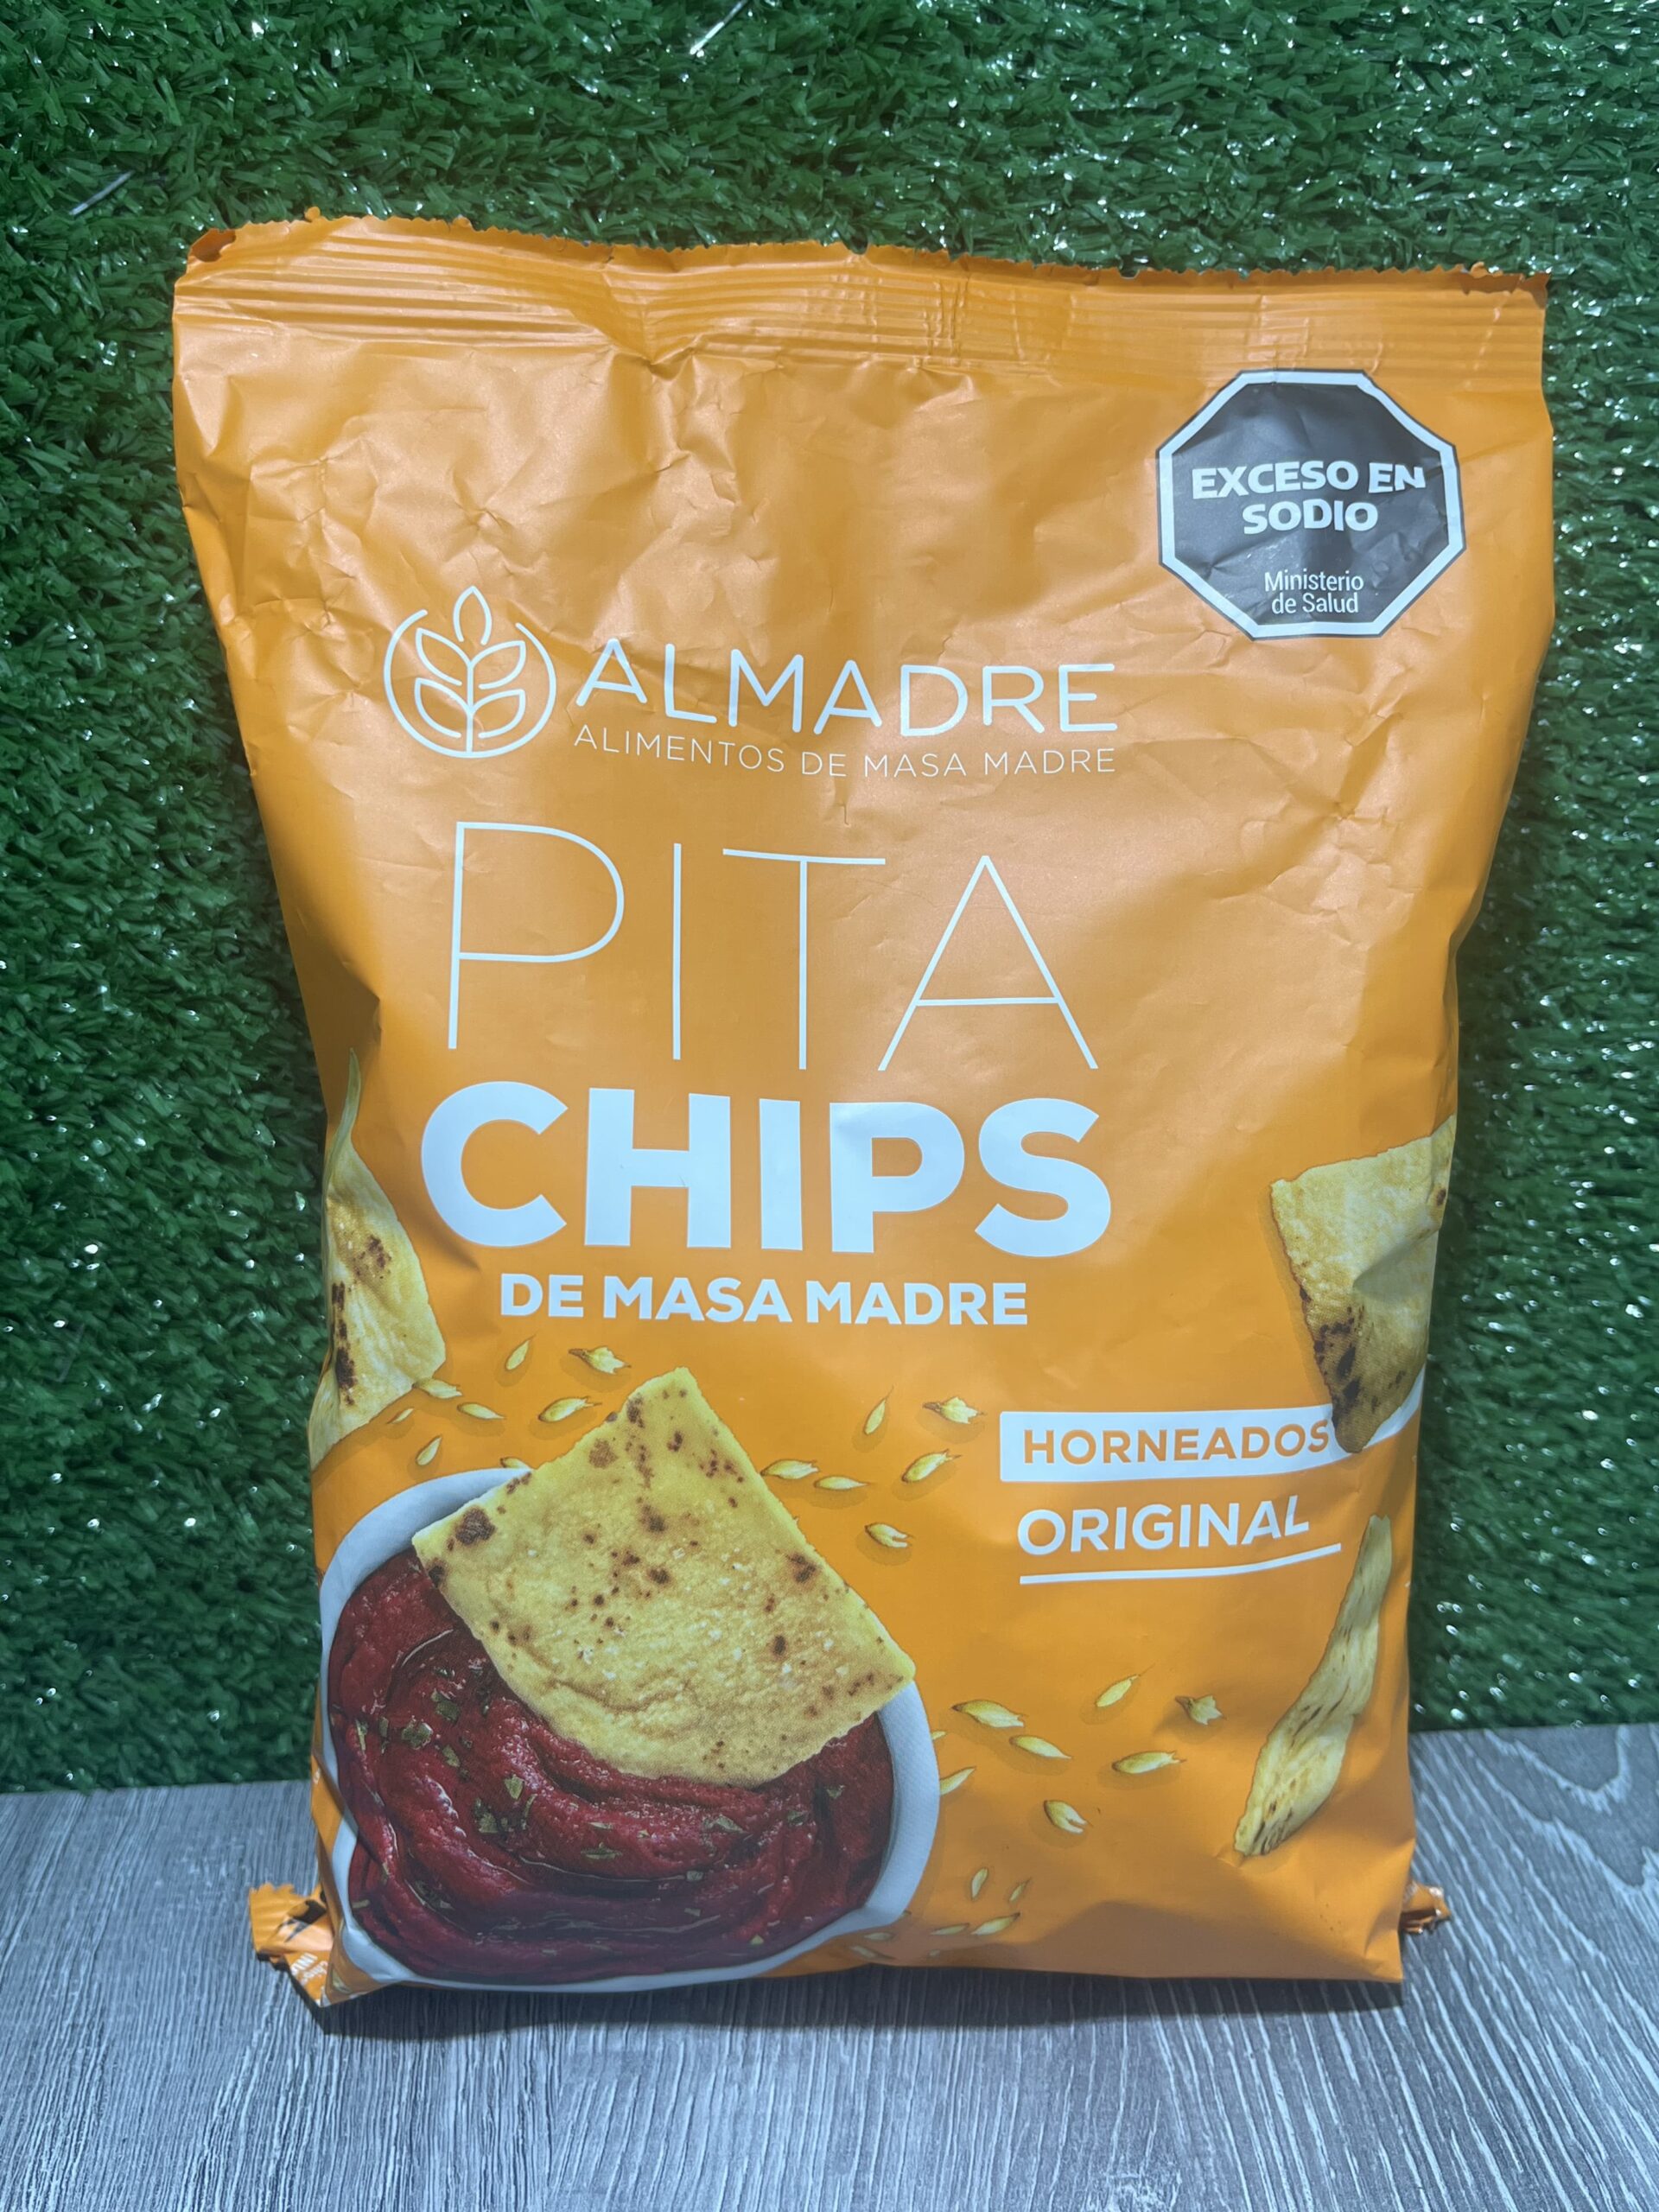 EXCESO EN
SODIO
Ministerio
de Salud
ALMADRE
ALIMENTOS DE MASA MADRE
PITA
CHIPS
DE MASA MADRE
HORNEADOS
ORIGINAL